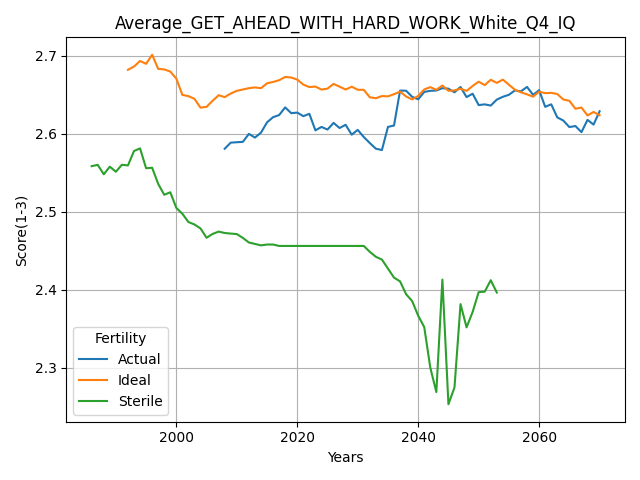 Average_GET_AHEAD_WITH_HARD_WORK_White_Q4_IQ
2.7
2.6
2.5
2.4
2.3
Score(1-3)
Fertility
Actual
Ideal
Sterile
2000 2020 2040 2060
Years